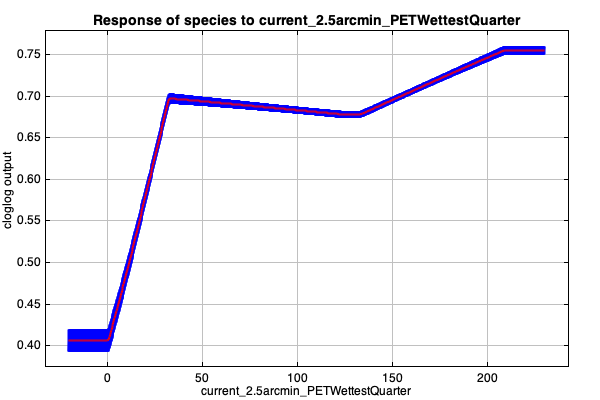 Response of species to current_2.5arcmin_PETWettestQuarter
cloglog output
0.75
0.70
0.65
0.60
0.55
0.50
0.45
0.40
0 50 100 150 200
current_2.5arcmin_PETWettestQuarter